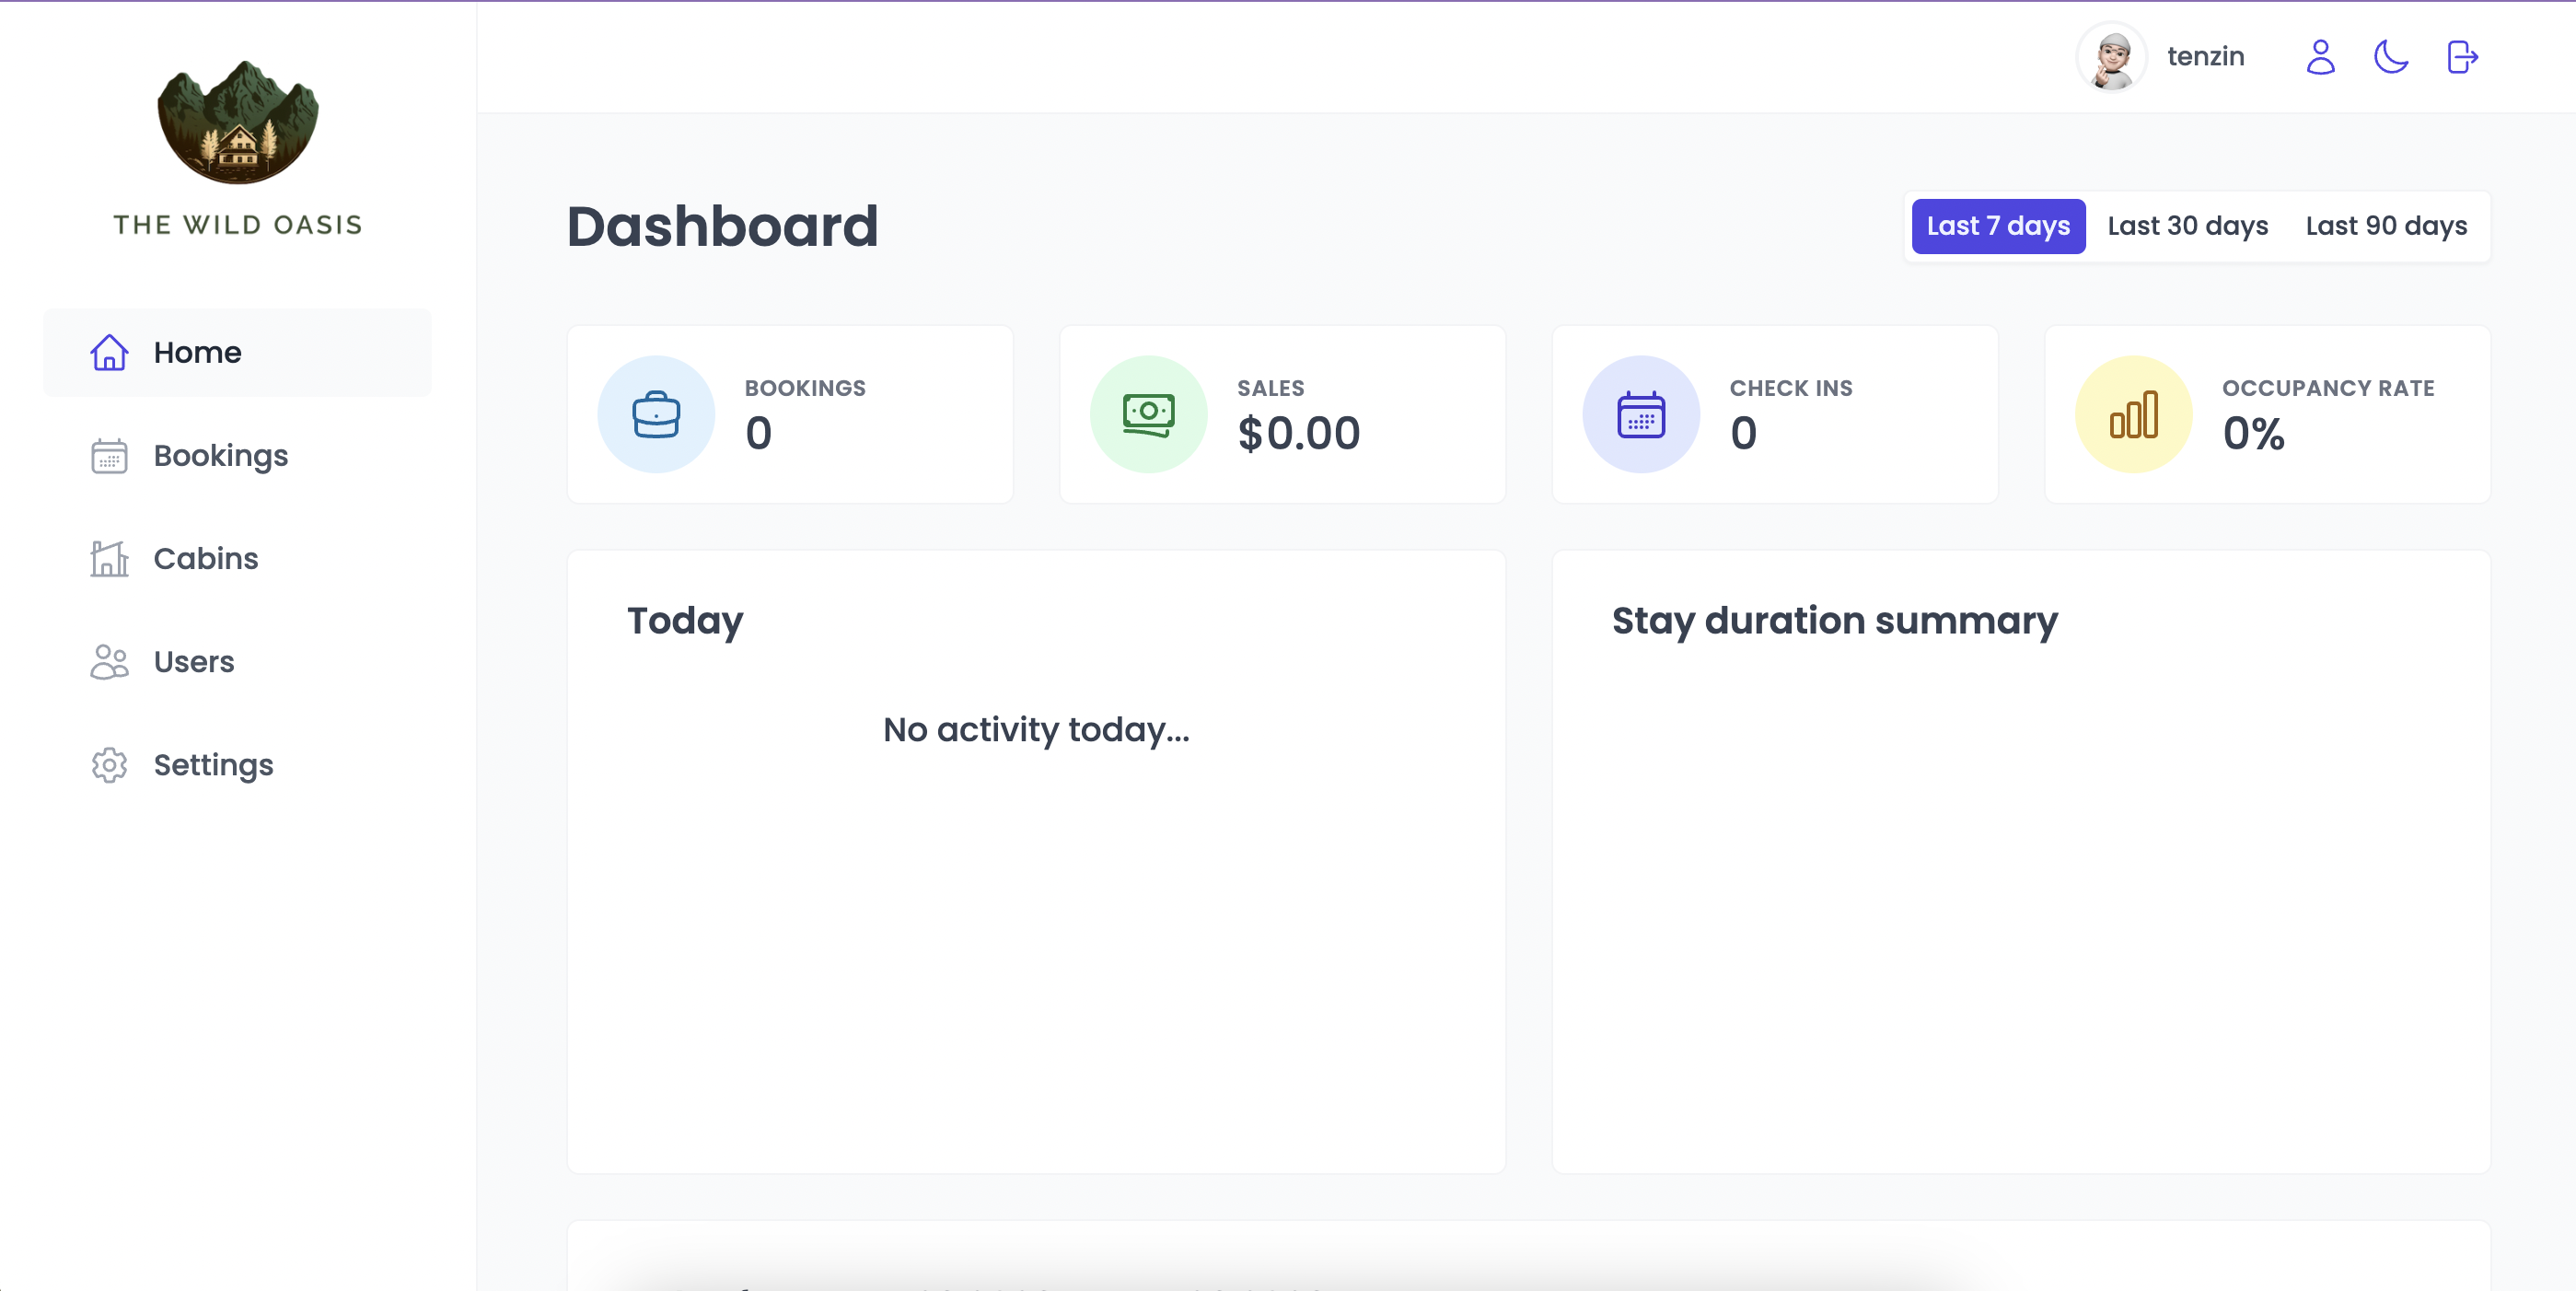 tenzin
THE WILD OASIS
Home
Bookings
Cabins
Users
Settings
Dashboard
Last 7 days
Last 30 days
Last 90 days
BOOKINGS
0
SALES
$0.00
CHECK INS
0
OCCUPANCY RATE
0%
Today
No activity today...
Stay duration summary